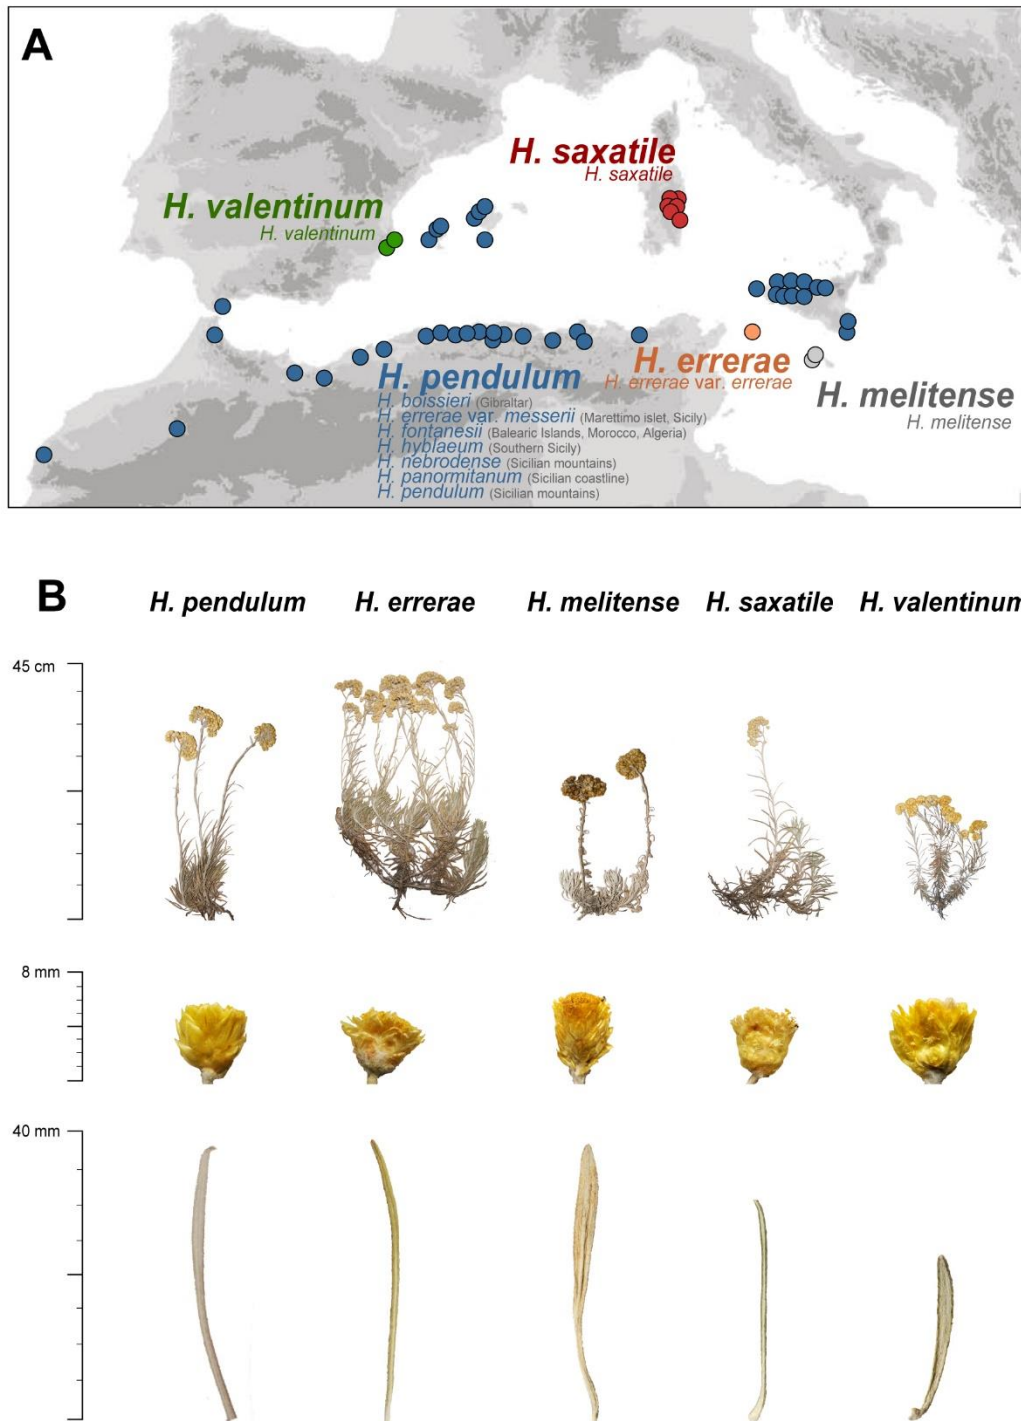 A
H. saxatile
H. saxatile
H. valentinum
H. valentinum
H. errerae
H. errerae var. errerae
H. pendulum
H. boissieri (Gibraltar)
H. errerae var. messerii (Marettimo islet, Sicily)
H. fontanesii (Balearic Islands, Morocco, Algeria)
H. hyblaeum (Southern Sicily)
H. nebrodense (Sicilian mountains)
H. panormitanum (Sicilian coastline)
H. pendulum (Sicilian mountains)
H. melitense
H. melitense
B
H. pendulum H. errerae H. melitense H. saxatile H. valentinum
45 cm
8 mm
40 mm